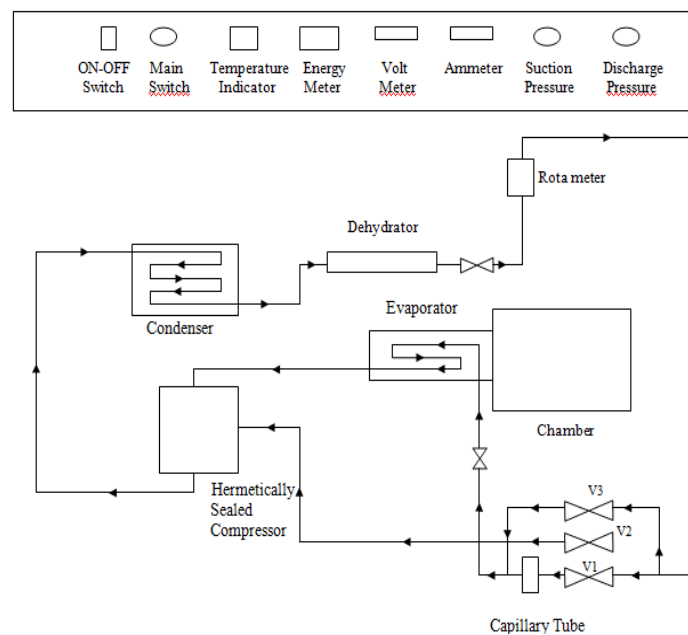 ON-OFF
Switch
Main
Switch
Temperature
Indicator
Energy
Meter
Volt
Meter
Ammeter
Suction
Pressure
Discharge
Pressure
Rota meter
Dehydrator
Condenser
Evaporator
Chamber
Hermetically
Sealed
Compressor
V3
V2
V1
Capillary Tube